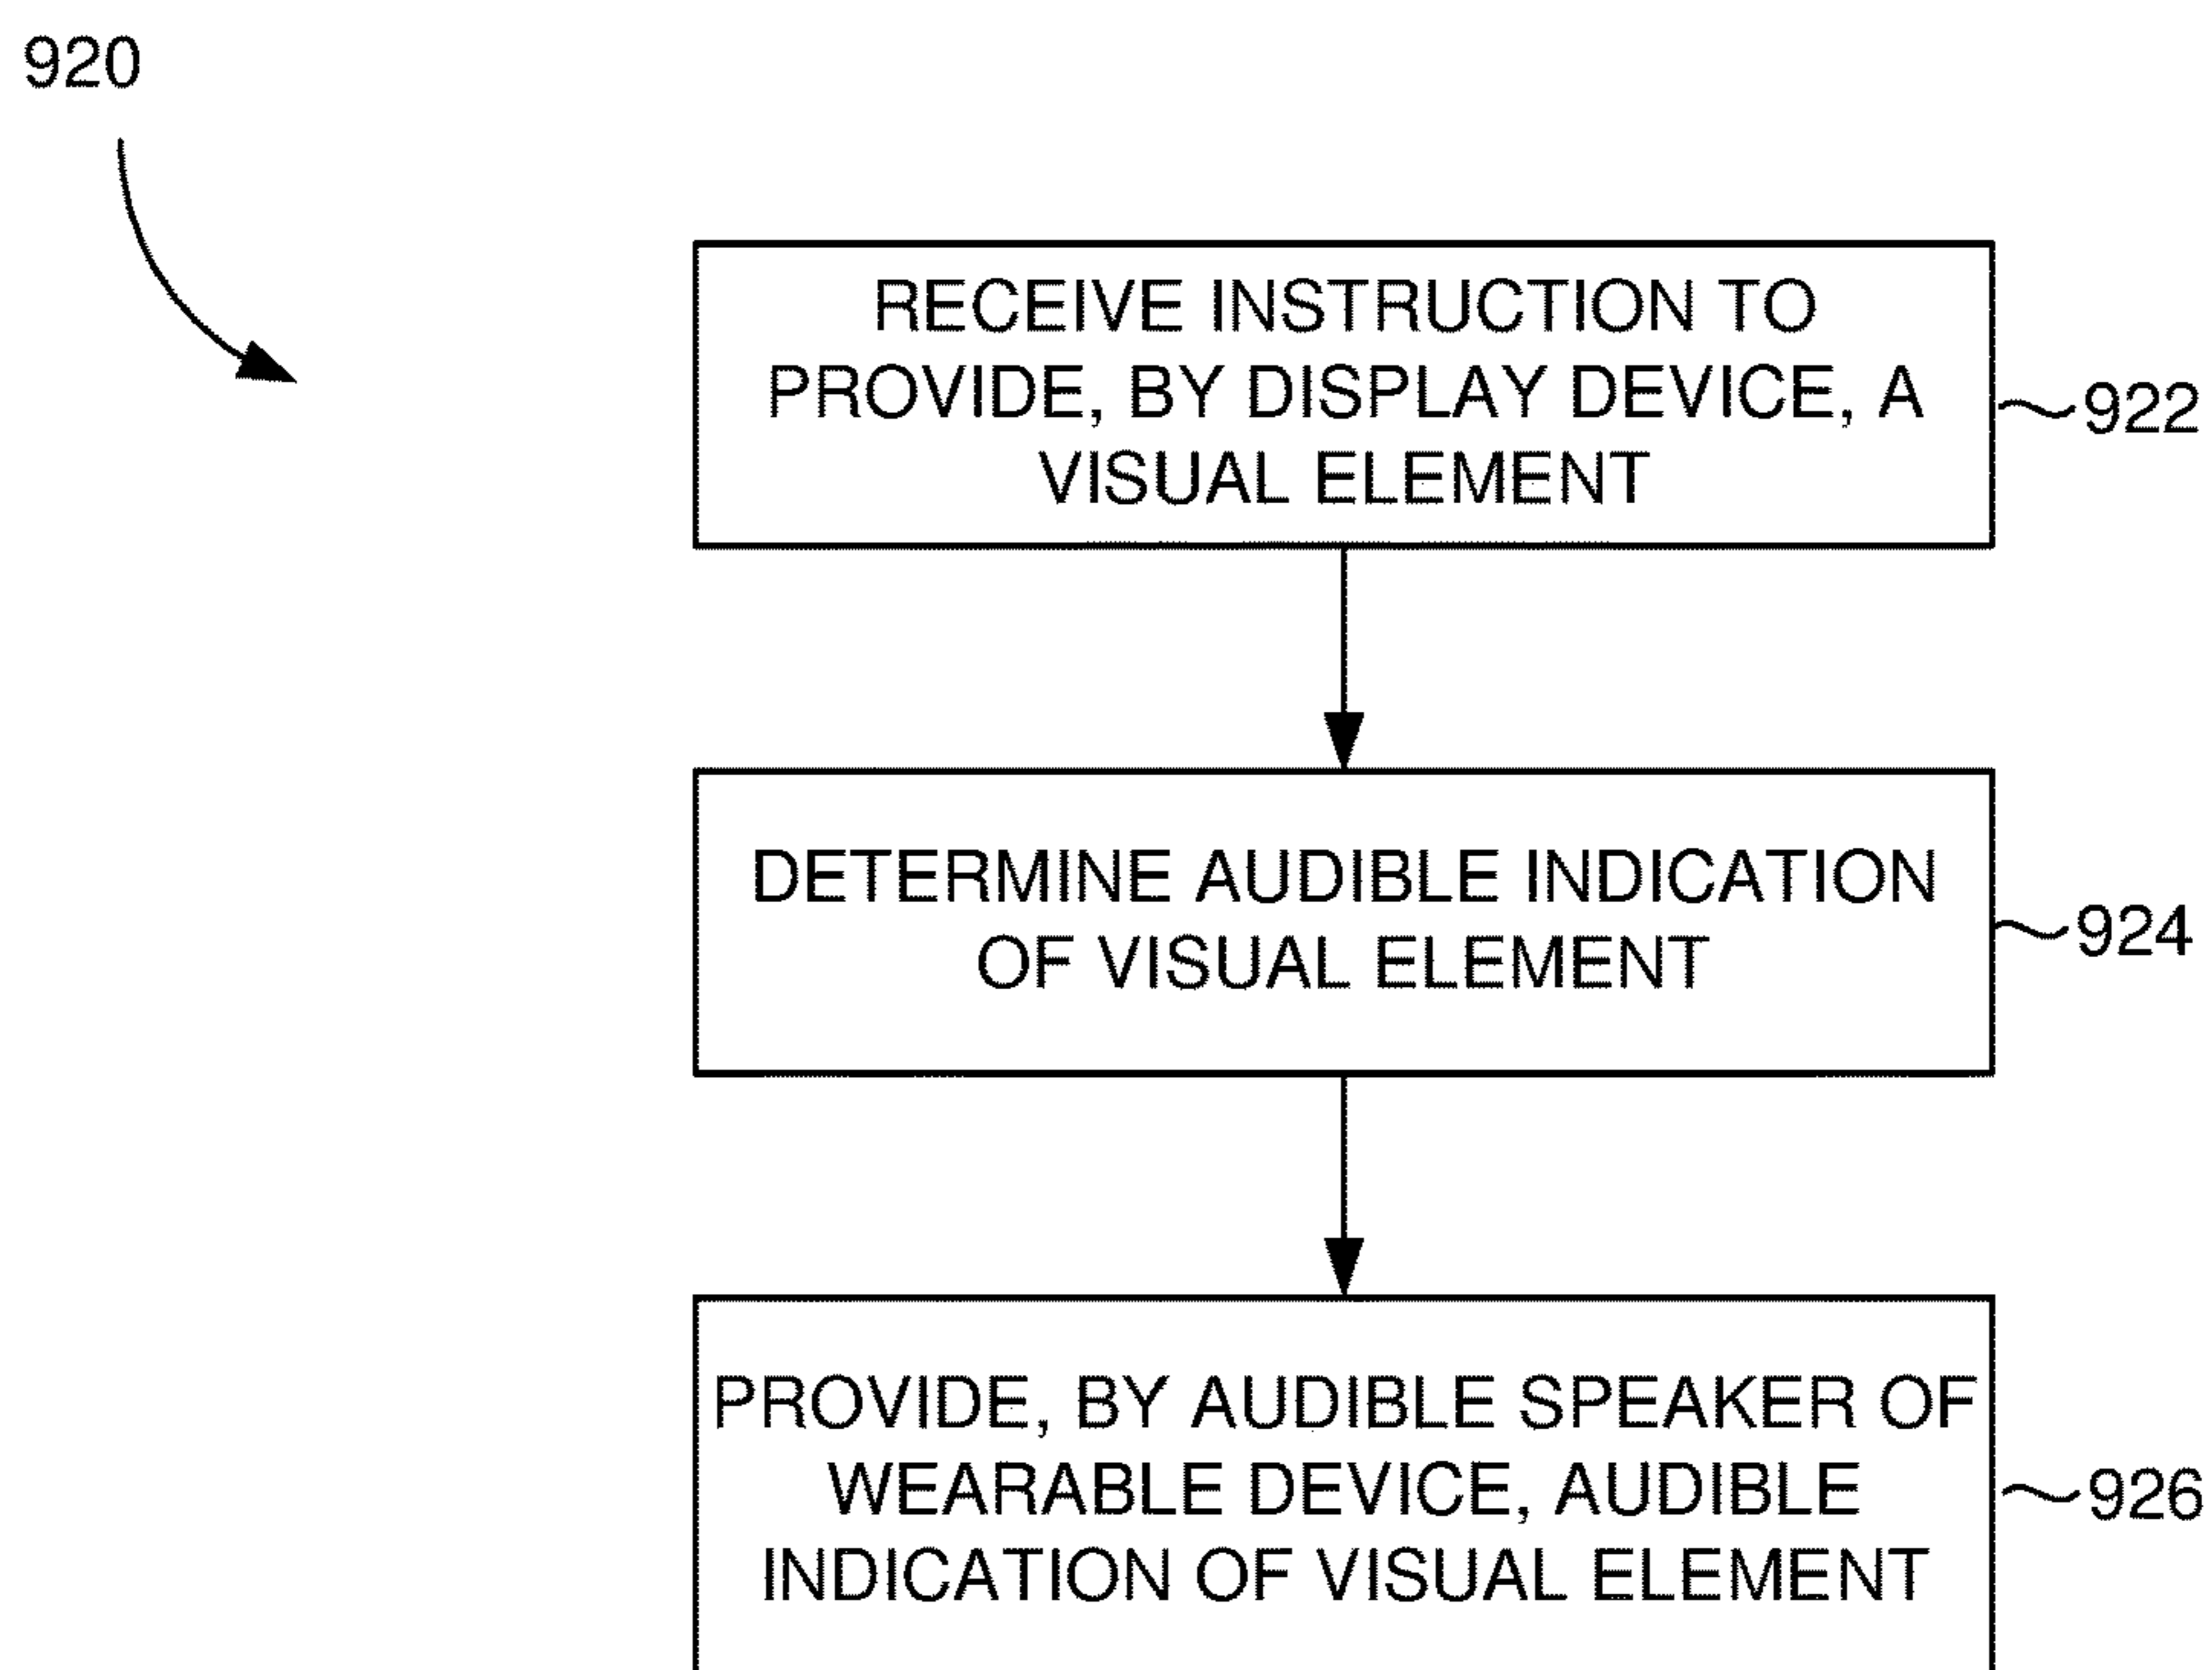 920
RECEIVE INSTRUCTION TO
PROVIDE, BY DISPLAY DEVICE, A
VISUAL ELEMENT
922
DETERMINE AUDIBLE INDICATION
OF VISUAL ELEMENT
924
PROVIDE, BY AUDIBLE SPEAKER OF
WEARABLE DEVICE, AUDIBLE
INDICATION OF VISUAL ELEMENT
926